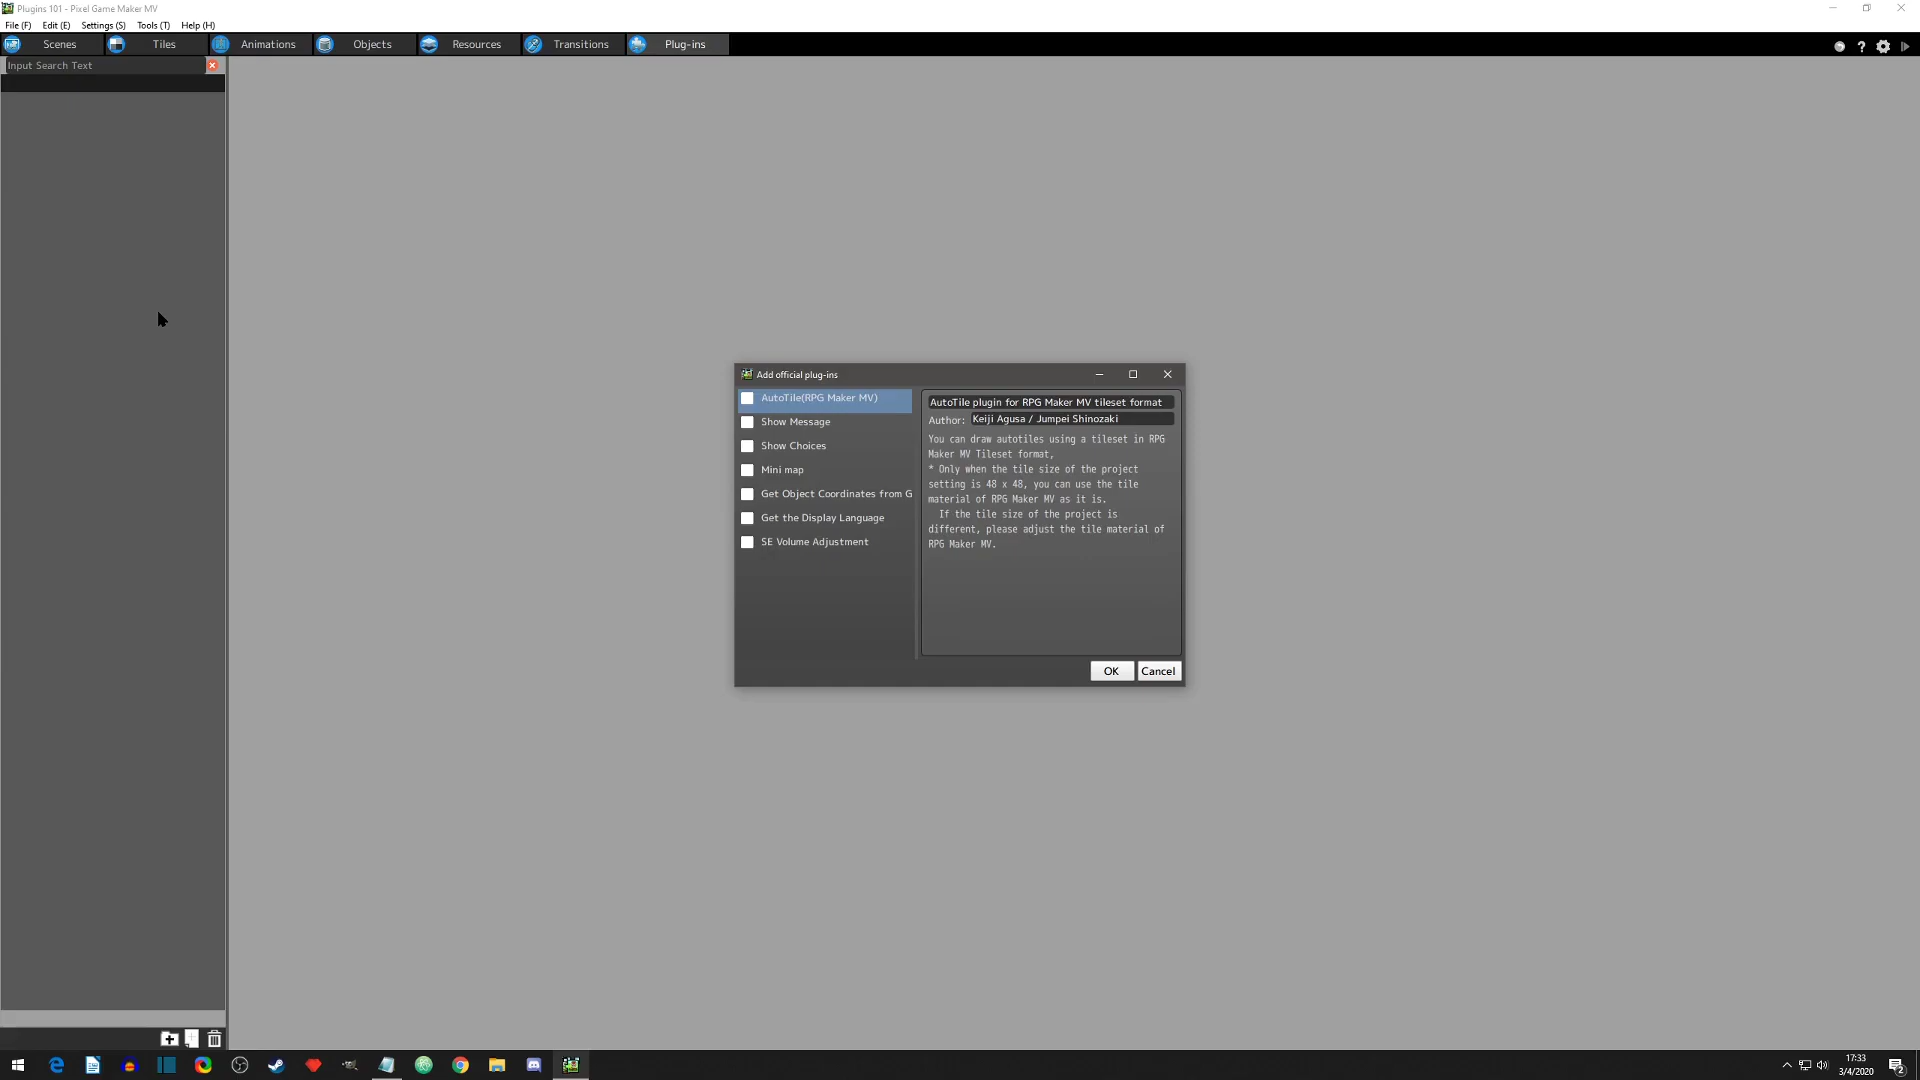 Plugins 101 - Pixel Game Maker MV
File (F) Edit (E) Settings (S) Tools (T) Help (H)
Scenes Tiles Animations Objects Resources Transitions Plug-ins
?
Input Search Text
Add official plug-ins
AutoTile(RPG Maker MV)
Show Message
Show Choices
Mini map
Get Object Coordinates from G
Get the Display Language
SE Volume Adjustment
AutoTile plugin for RPG Maker MV tileset format
Author: Keiji Agusa / Jumpei Shinozaki
You can draw autotiles using a tileset in RPG
Maker MV Tileset format,
* Only when the tile size of the project
setting is 48 x 48, you can use the tile
material of RPG Maker MV as it is.
If the tile size of the project is
different, please adjust the tile material of
RPG Maker MV.
OK Cancel
17:33
3/4/2020
2